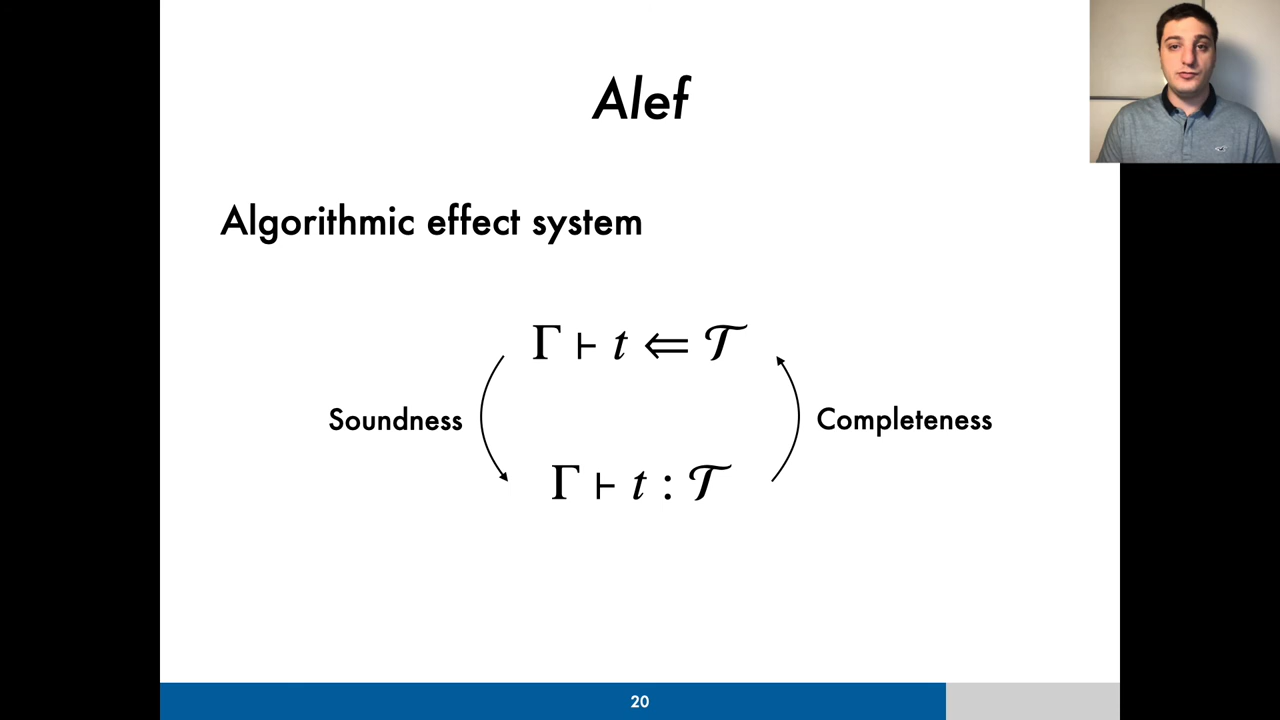 Alef
Algorithmic effect system
Γ ⊢ t ⇐ 𝒯
Soundness
Completeness
Γ ⊢ t : 𝒯
20